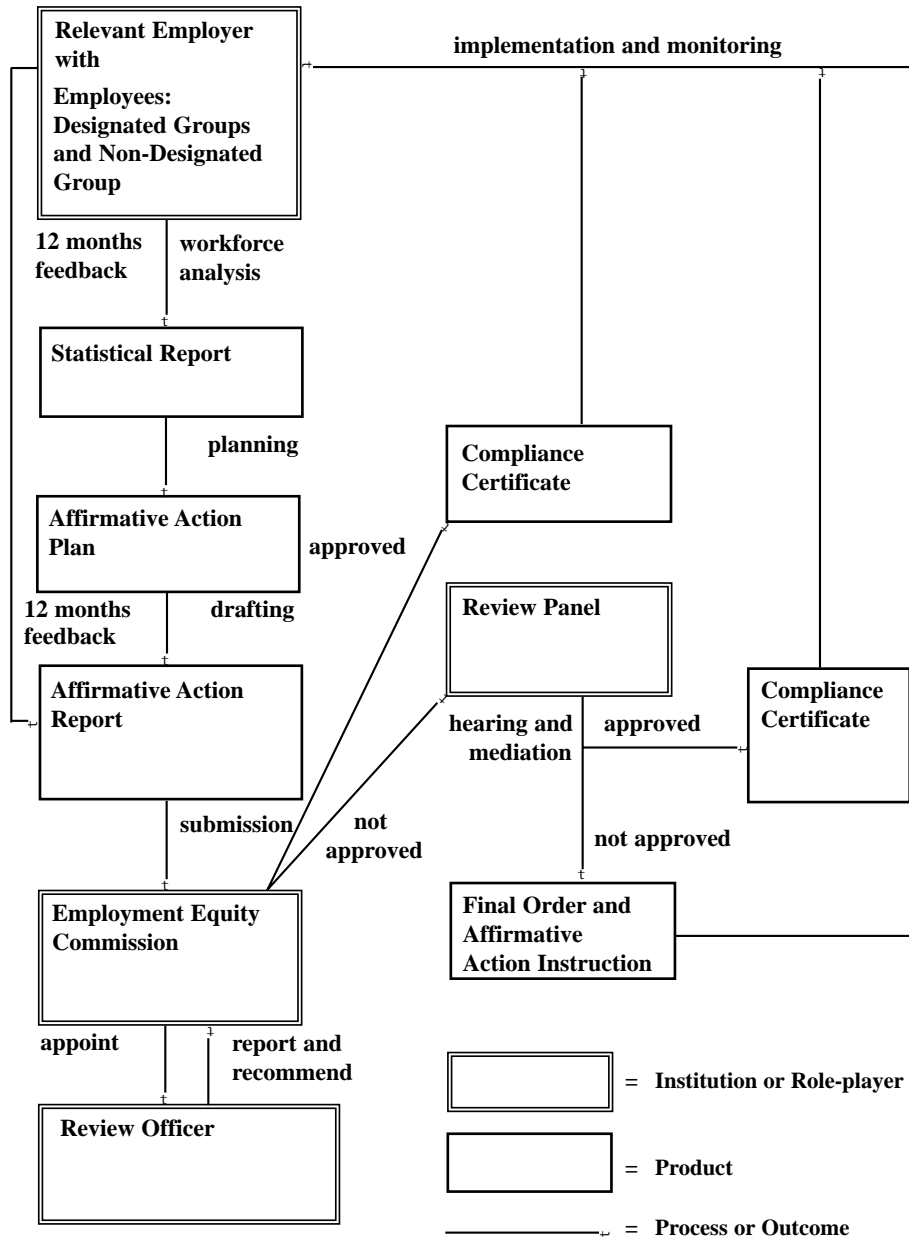 Relevant Employer
with
Employees:
Designated Groups
and Non-Designated
Group
implementation and monitoring
12 months
feedback
workforce
analysis
Statistical Report
planning
Affirmative Action
Plan
approved
Compliance
Certificate
12 months
feedback
drafting
Review Panel
Affirmative Action
Report
hearing and
mediation
approved
Compliance
Certificate
submission
not
approved
not approved
Employment Equity
Commission
Final Order and
Affirmative
Action Instruction
appoint
report and
recommend
Review Officer
= Institution or Role-player
= Product
= Process or Outcome